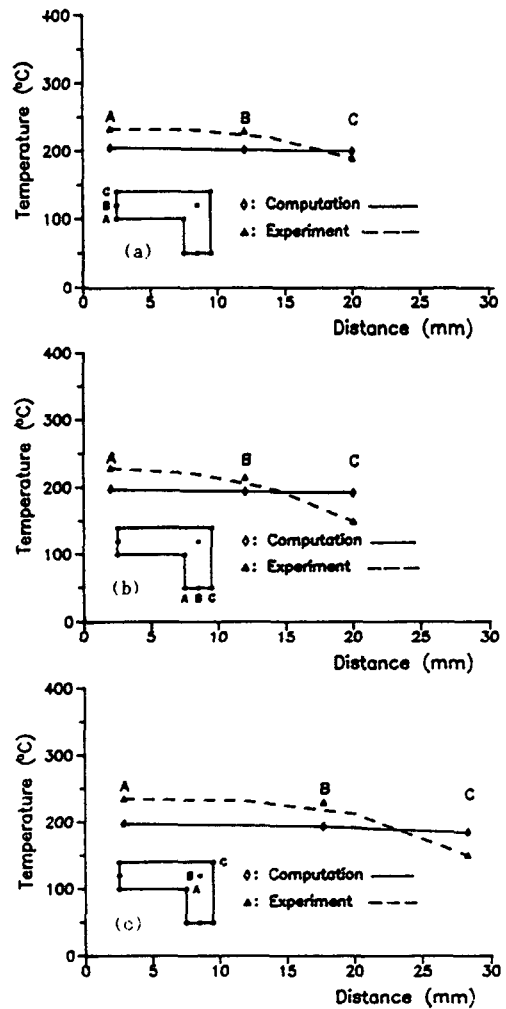 Temperature (°C)
400
300
200
100
0
A
B
C
C
B
A
(a)
◊: Computation
▲: Experiment
0 5 10 15 20 25 30
Distance (mm)
Temperature (°C)
400
300
200
100
0
A
B
C
(b)
A B C
◊: Computation
▲: Experiment
0 5 10 15 20 25 30
Distance (mm)
Temperature (°C)
400
300
200
100
0
A
B
C
C
B
A
(c)
◊: Computation
▲: Experiment
0 5 10 15 20 25 30
Distance (mm)